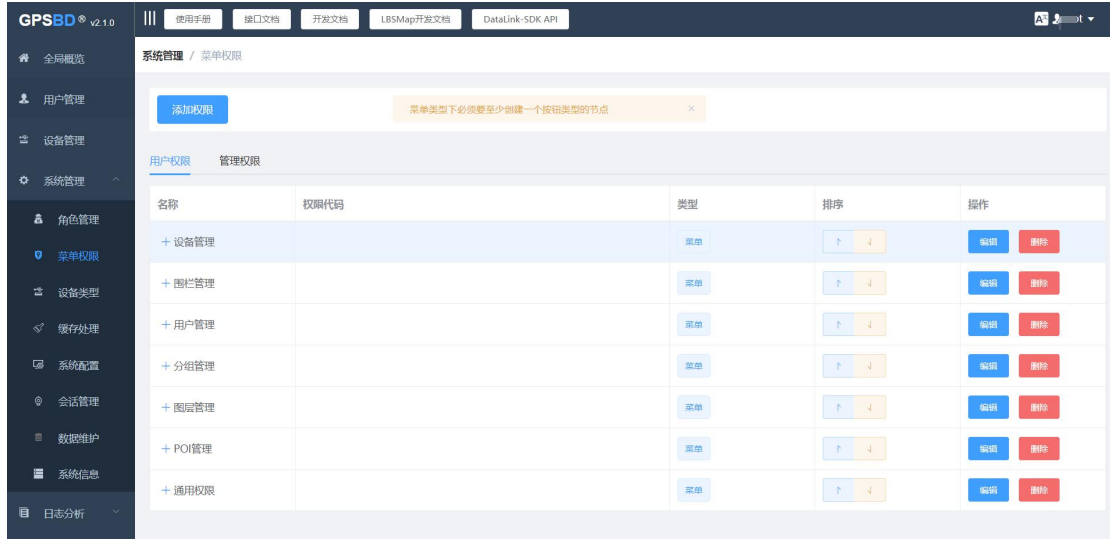 GPSBD® v2.1.0
使用手册 接口文档 开发文档 LBSMap开发文档 DataLink-SDK API
全局概览
用户管理
设备管理
系统管理
角色管理
菜单权限
设备类型
缓存处理
系统配置
会话管理
数据维护
系统信息
日志分析
系统管理 / 菜单权限
添加权限 菜单类型下必须要至少创建一个按钮类型的节点 ×
用户权限 管理权限
名称 权限代码 类型 排序 操作
+ 设备管理 菜单 ↑ ↓ 编辑 删除
+ 围栏管理 菜单 ↑ ↓ 编辑 删除
+ 用户管理 菜单 ↑ ↓ 编辑 删除
+ 分组管理 菜单 ↑ ↓ 编辑 删除
+ 图层管理 菜单 ↑ ↓ 编辑 删除
+ POI管理 菜单 ↑ ↓ 编辑 删除
+ 通用权限 菜单 ↑ ↓ 编辑 删除